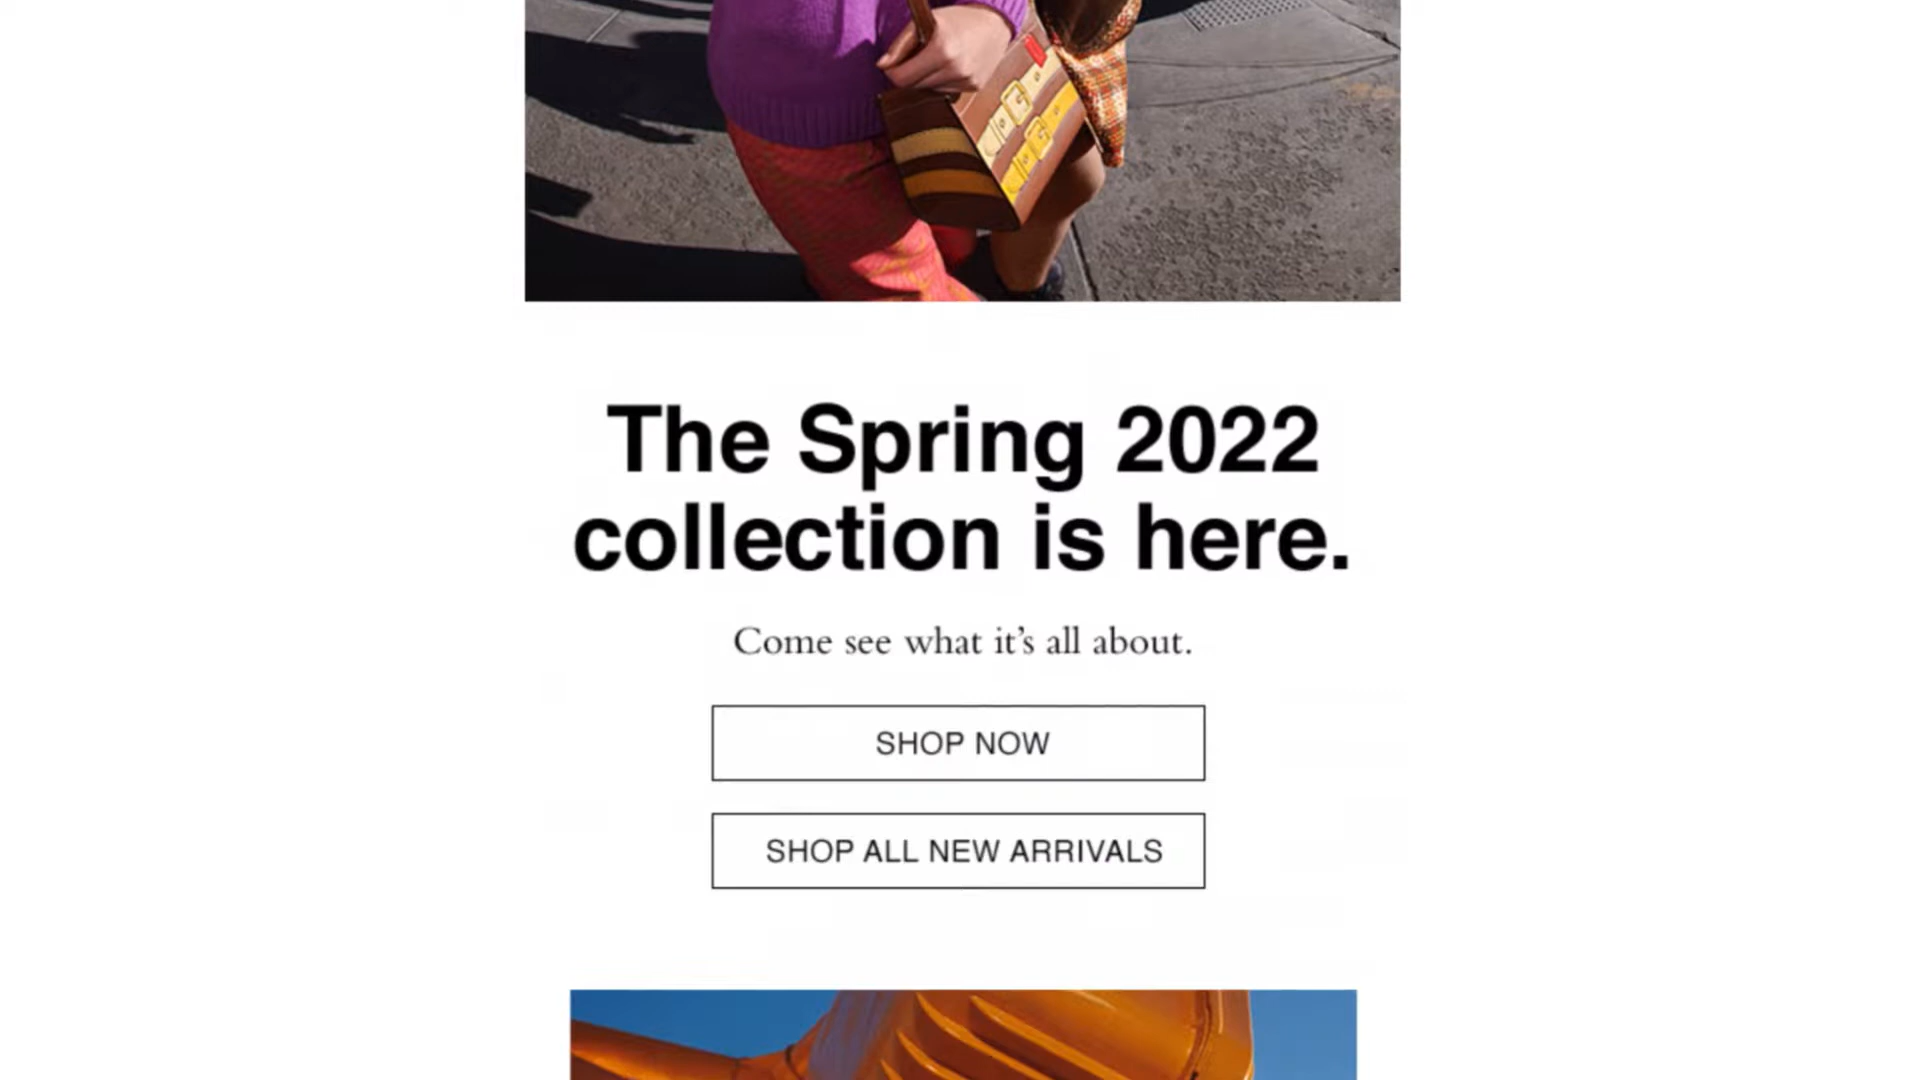 The Spring 2022
collection is here.
Come see what it’s all about.
SHOP NOW
SHOP ALL NEW ARRIVALS